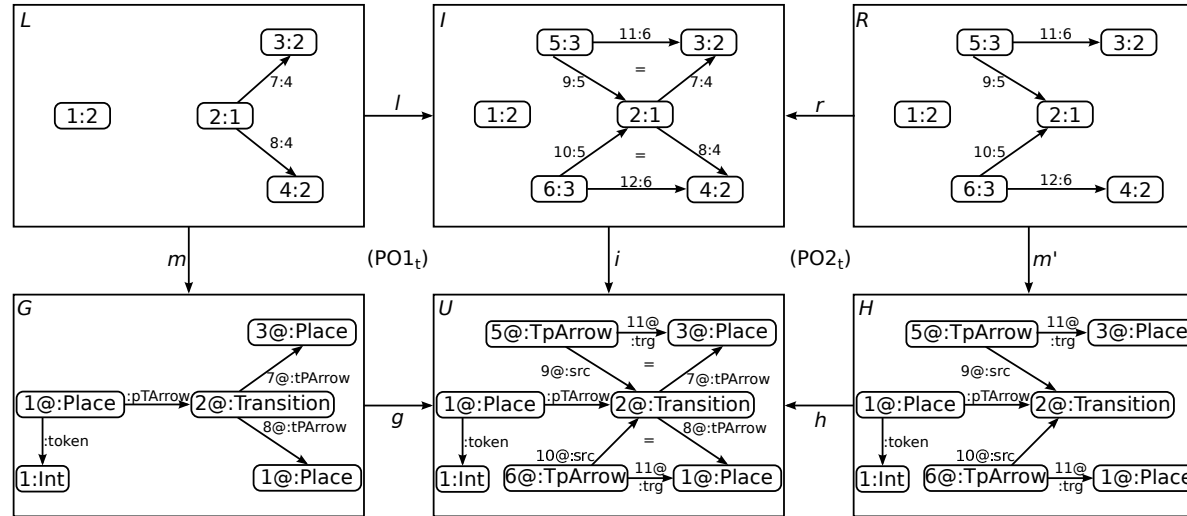 L
3:2
7:4
1:2
2:1
8:4
4:2
l
I
5:3
11:6
3:2
=
9:5
7:4
1:2
2:1
10:5
=
8:4
6:3
12:6
4:2
r
R
5:3
11:6
3:2
9:5
1:2
2:1
10:5
6:3
12:6
4:2
m
(PO1t)
i
(PO2t)
m'
G
3@:Place
7@:tPArrow
1@:Place
:pTArrow
2@:Transition
8@:tPArrow
:token
1:Int
1@:Place
g
U
5@:TpArrow
11@
:trg
3@:Place
=
9@:src
7@:tPArrow
1@:Place
:pTArrow
2@:Transition
8@:tPArrow
:token
=
10@:src
1:Int
6@:TpArrow
11@
:trg
1@:Place
h
H
5@:TpArrow
11@
:trg
3@:Place
9@:src
1@:Place
:pTArrow
2@:Transition
:token
10@:src
1:Int
6@:TpArrow
11@
:trg
1@:Place